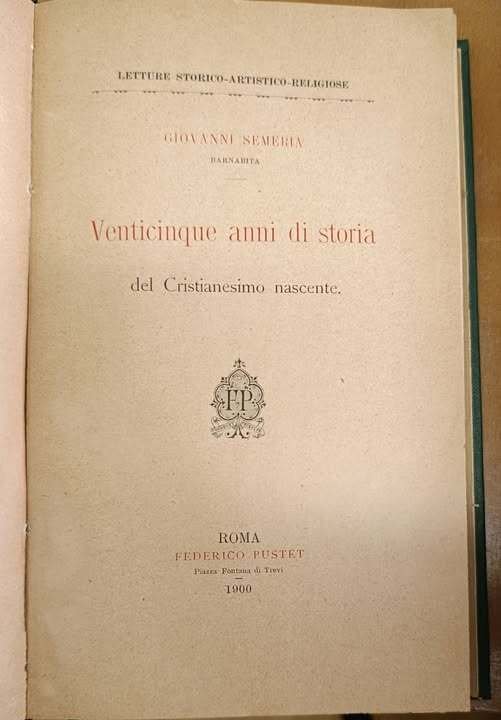 LETTURE STORICO-ARTISTICO-RELIGIOSE
GIOVANNI SEMERIA
BARNABITA
Venticinque anni di storia
del Cristianesimo nascente.
FP
ROMA
FEDERICO PUSTET
Piazza Fontana di Trevi
1900